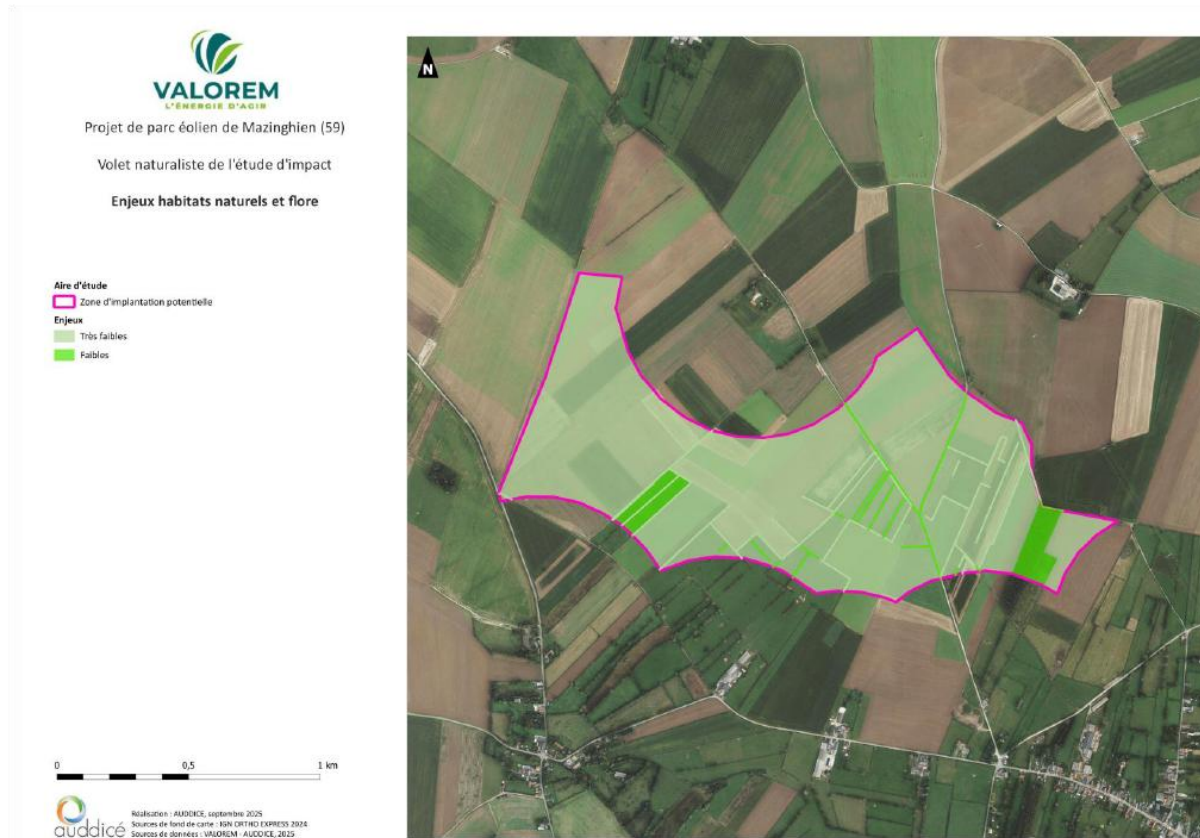 VALOREM
L'ÉNERGIE D'AGIR
Projet de parc éolien de Mazinghien (59)
Volet naturaliste de l'étude d'impact
Enjeux habitats naturels et flore
Aire d'étude
Zone d'implantation potentielle
Enjeux
Très faibles
Faibles
N
0 0,5 1 km
auddicé
Réalisation : AUDDICE, septembre 2025
Sources de fond de carte : IGN ORTHO EXPRESS 2024
Sources de données : VALOREM - AUDDICE, 2025